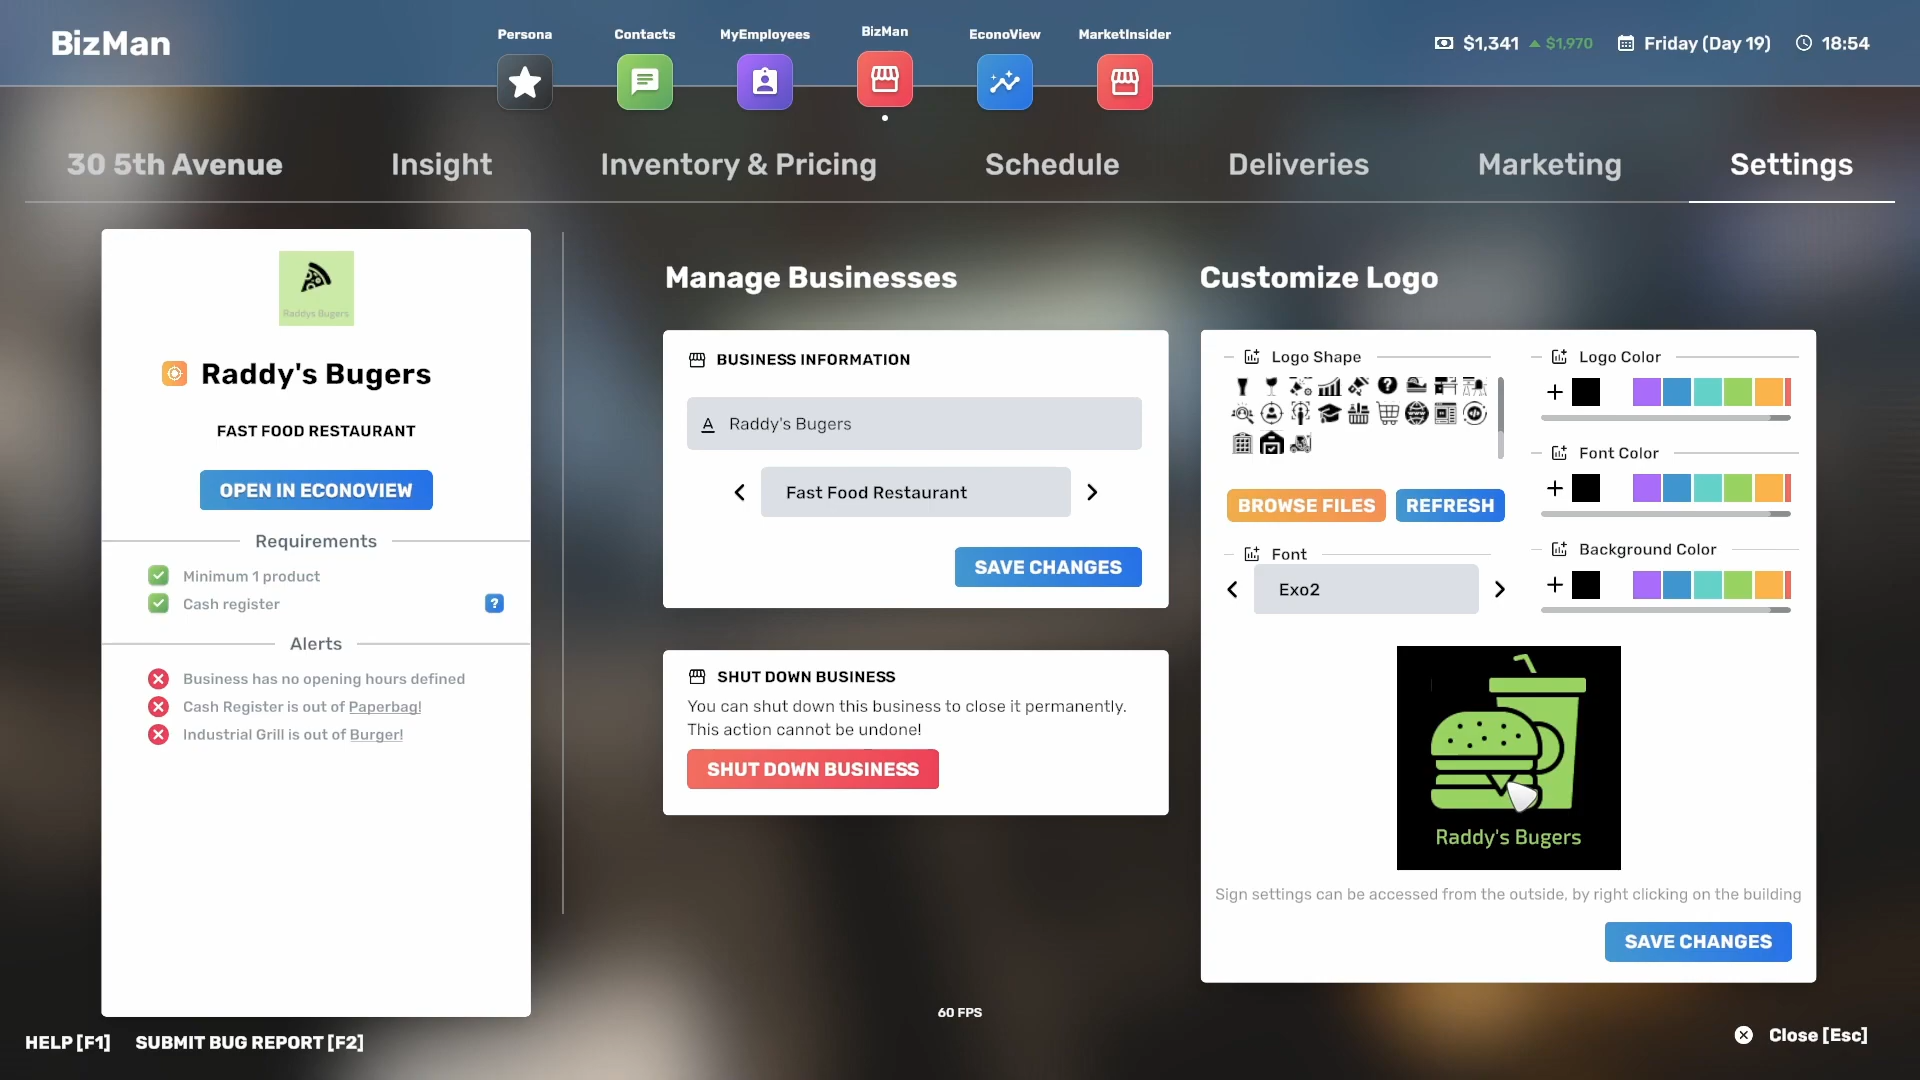 BizMan
Persona
Contacts
MyEmployees
BizMan
EconoView
MarketInsider
$1,341 $1,970 Friday (Day 19) 18:54
30 5th Avenue
Insight
Inventory & Pricing
Schedule
Deliveries
Marketing
Settings
Raddys Bugers
Raddy's Bugers
FAST FOOD RESTAURANT
OPEN IN ECONOVIEW
Requirements
Minimum 1 product
Cash register
?
Alerts
Business has no opening hours defined
Cash Register is out of Paperbag!
Industrial Grill is out of Burger!
Manage Businesses
BUSINESS INFORMATION
Raddy's Bugers
Fast Food Restaurant
SAVE CHANGES
SHUT DOWN BUSINESS
You can shut down this business to close it permanently.
This action cannot be undone!
SHUT DOWN BUSINESS
Customize Logo
Logo Shape
BROWSE FILES
REFRESH
Font
Exo2
Logo Color
Font Color
Background Color
Raddy's Bugers
Sign settings can be accessed from the outside, by right clicking on the building
SAVE CHANGES
60 FPS
HELP [F1]
SUBMIT BUG REPORT [F2]
Close [Esc]